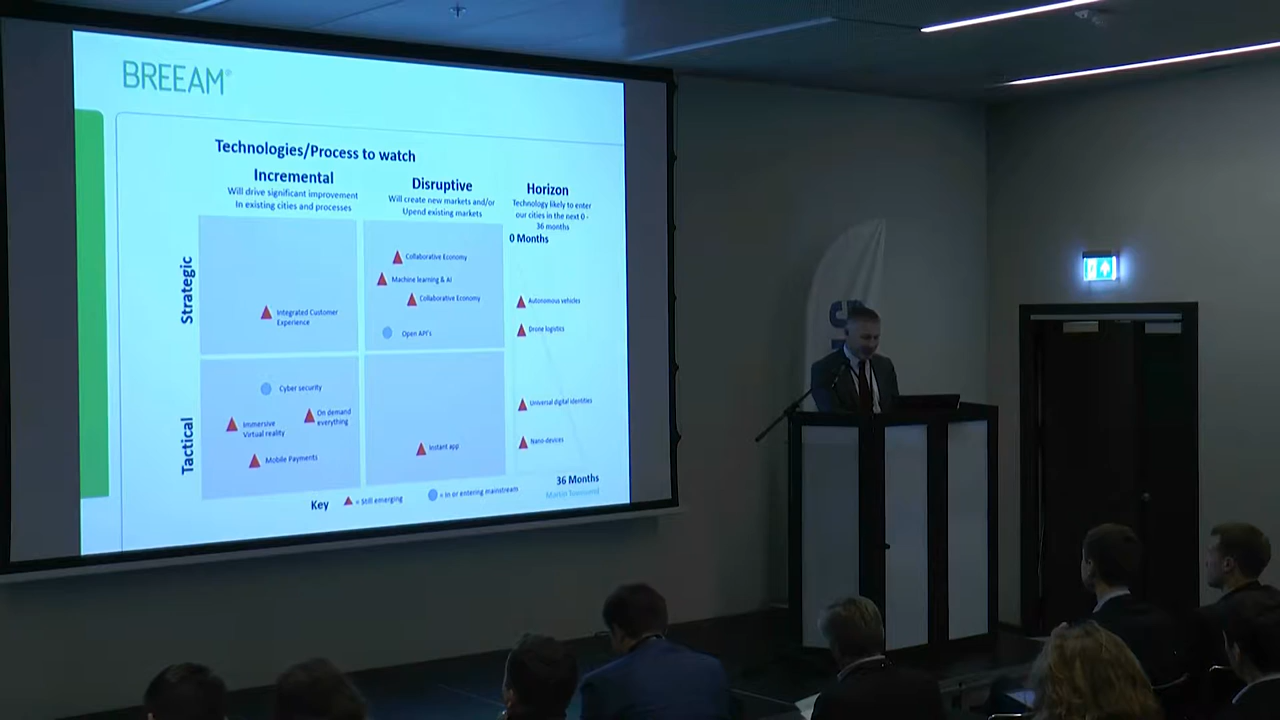 BREEAM®
Technologies/Process to watch
Incremental
Will drive significant improvement
In existing cities and processes
Disruptive
Will create new markets and/or
Upend existing markets
Horizon
Technology likely to enter
our cities in the next 0 -
36 months
0 Months
Strategic
Integrated Customer
Experience
Collaborative Economy
Machine learning & AI
Collaborative Economy
Open API's
Autonomous vehicles
Drone logistics
Tactical
Cyber security
Immersive
Virtual reality
On demand
everything
Mobile Payments
Instant app
Universal digital identities
Nano-devices
36 Months
Martin Townsend
Key
= Still emerging
= In or entering mainstream